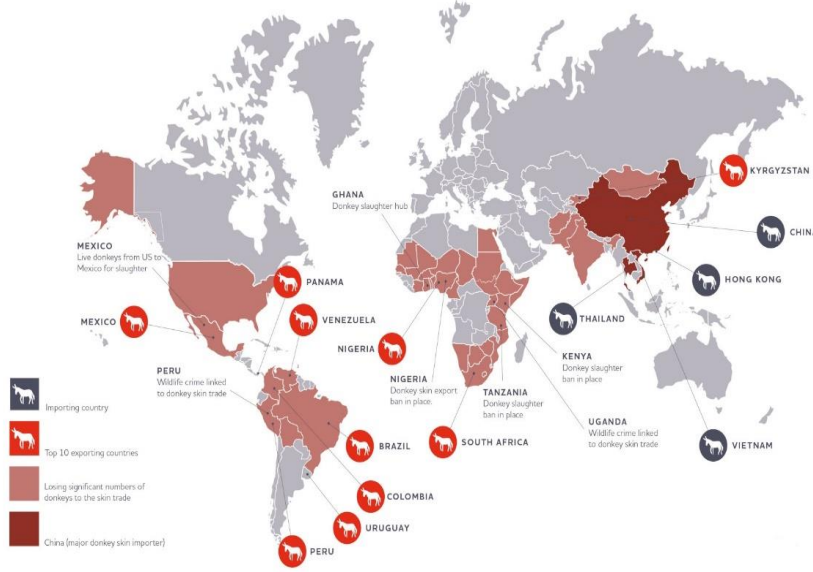 GHANA
Donkey slaughter hub
KYRGYZSTAN
CHINA
HONG KONG
MEXICO
Live donkeys from US to
Mexico for slaughter
PANAMA
MEXICO
VENEZUELA
NIGERIA
THAILAND
KENYA
Donkey slaughter
ban in place
PERU
Wildlife crime linked
to donkey skin trade
NIGERIA
Donkey skin export
ban in place.
TANZANIA
Donkey slaughter
ban in place
UGANDA
Wildlife crime linked
to donkey skin trade
Importing country
BRAZIL
SOUTH AFRICA
VIETNAM
Top 10 exporting countries
COLOMBIA
Losing significant numbers of
donkeys to the skin trade
URUGUAY
China (major donkey skin importer)
PERU